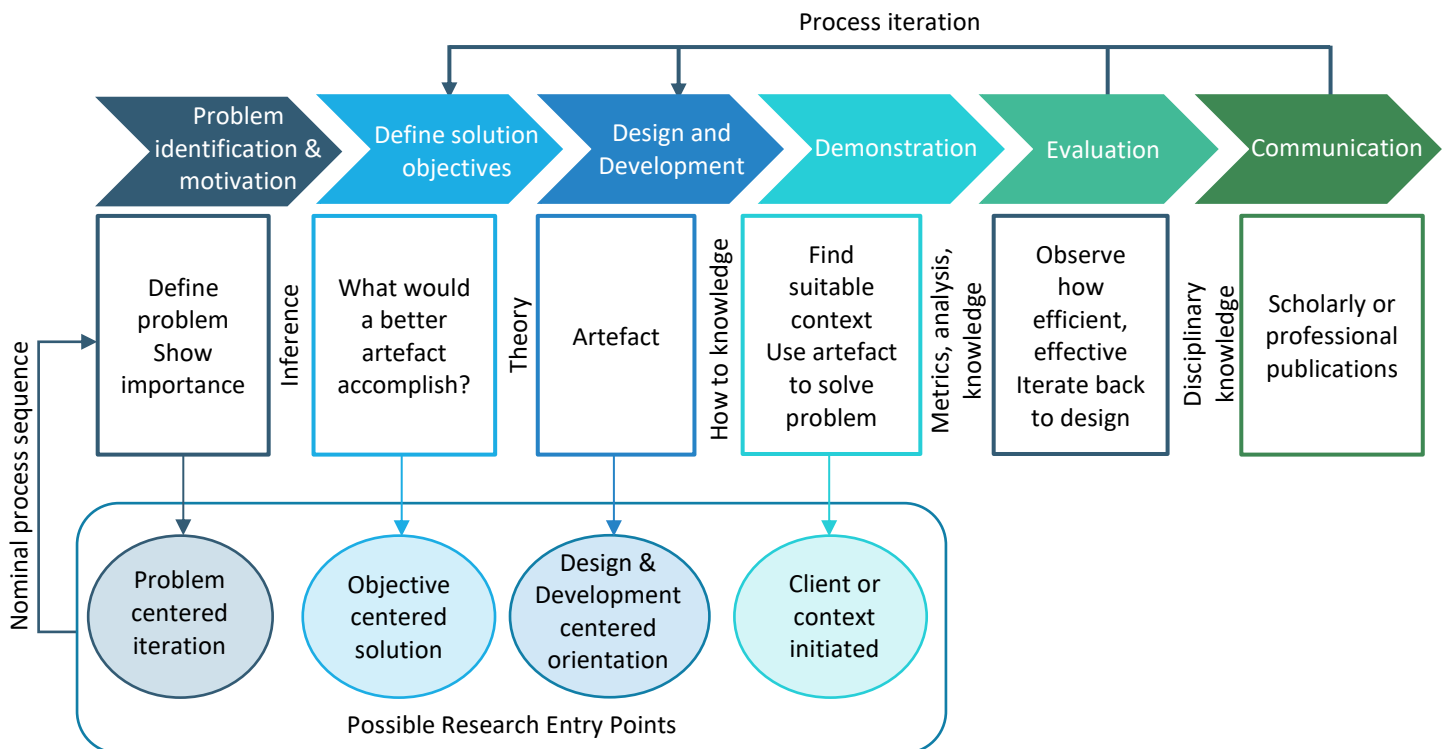 Process iteration
Problem
identification &
motivation
Define solution
objectives
Design and
Development
Demonstration
Evaluation
Communication
Nominal process sequence
Define
problem
Show
importance
Inference
What would
a better
artefact
accomplish?
Theory
Artefact
How to knowledge
Find
suitable
context
Use artefact
to solve
problem
Metrics, analysis,
knowledge
Observe
how
efficient,
effective
Iterate back
to design
Disciplinary
knowledge
Scholarly or
professional
publications
Problem
centered
iteration
Objective
centered
solution
Design &
Development
centered
orientation
Client or
context
initiated
Possible Research Entry Points